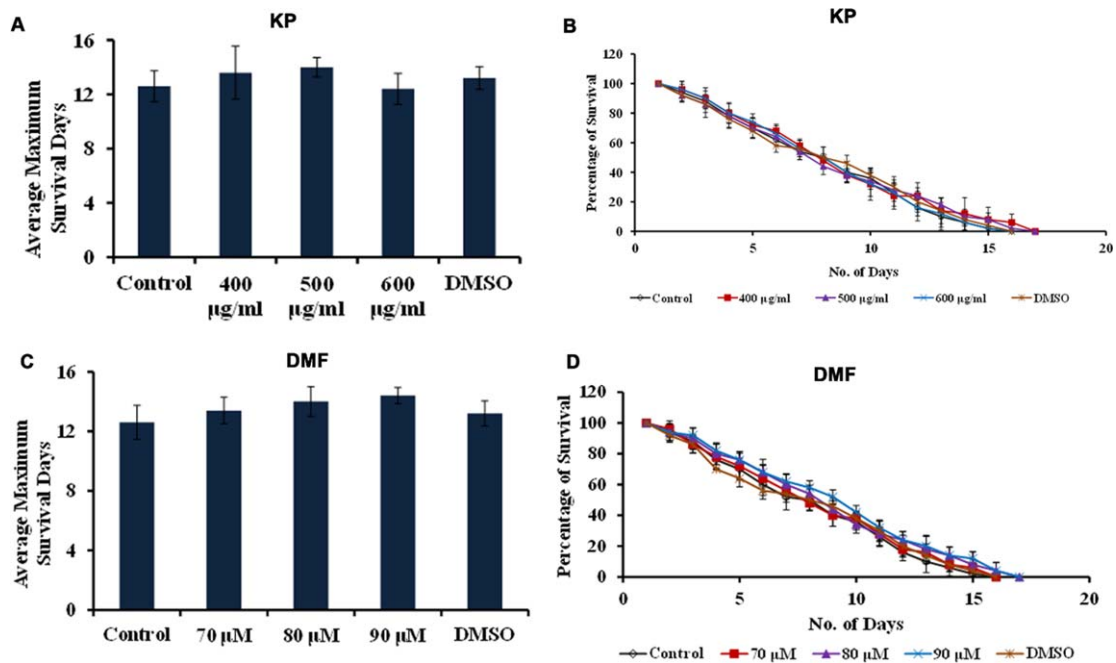 A
KP
Average Maximum
Survival Days
16
12
8
4
0
Control
400
µg/ml
500
µg/ml
600
µg/ml
DMSO
B
KP
Percentage of Survival
120
100
80
60
40
20
0
0
5
10
15
20
No. of Days
Control
400 µg/ml
500 µg/ml
600 µg/ml
DMSO
C
DMF
Average Maximum
Survival Days
16
12
8
4
0
Control
70 µM
80 µM
90 µM
DMSO
D
DMF
Percentage of Survival
120
100
80
60
40
20
0
0
5
10
15
20
No. of Days
Control
70 µM
80 µM
90 µM
DMSO